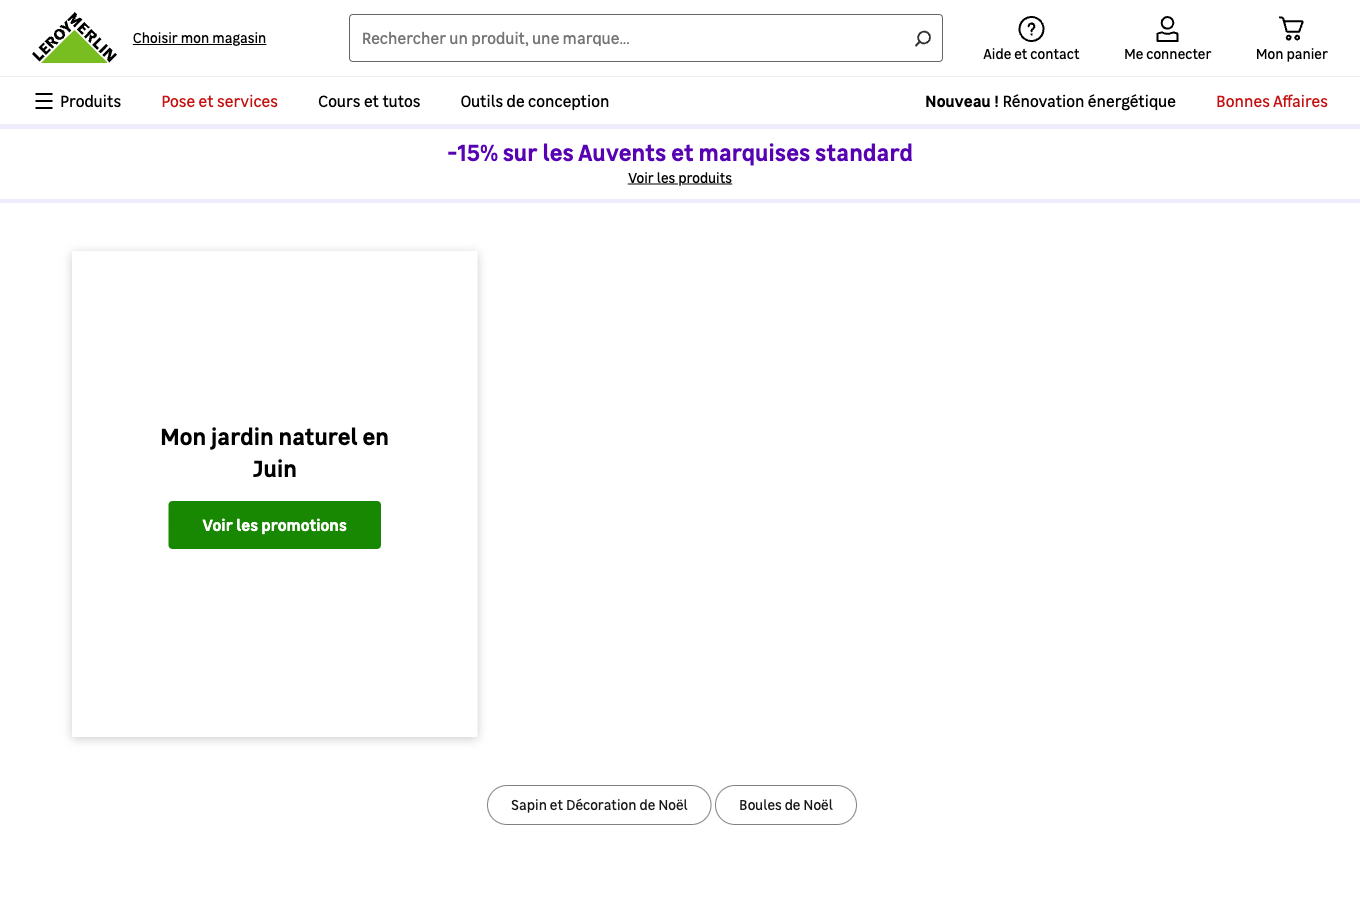 LEROY MERLIN
Choisir mon magasin
Rechercher un produit, une marque...
Aide et contact
Me connecter
Mon panier
Produits
Pose et services
Cours et tutos
Outils de conception
Nouveau ! Rénovation énergétique
Bonnes Affaires
-15% sur les Auvents et marquises standard
Voir les produits
Mon jardin naturel en
Juin
Voir les promotions
Sapin et Décoration de Noël
Boules de Noël